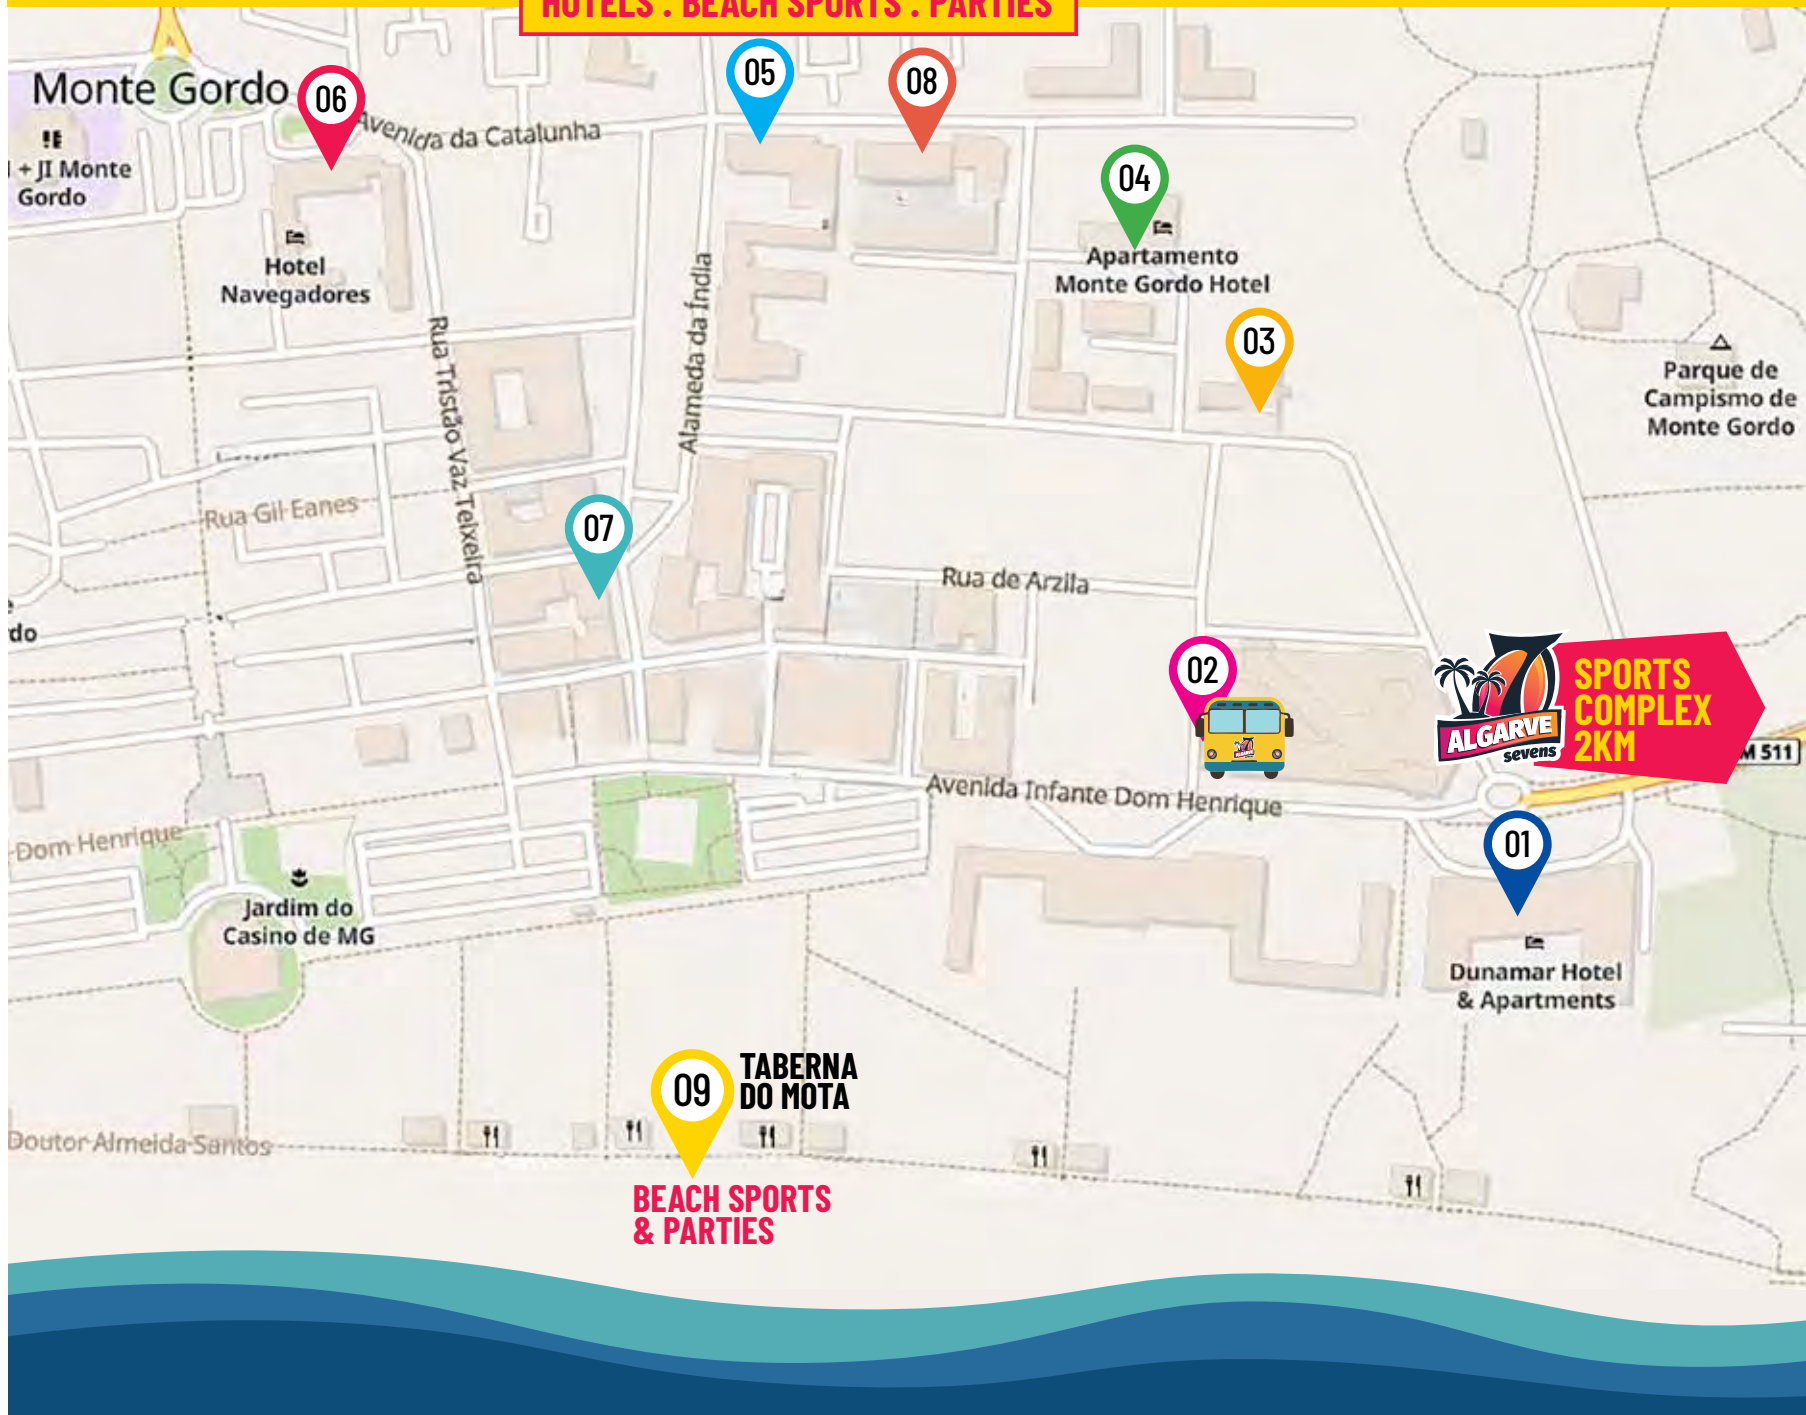 HOTELS . BEACH SPORTS . PARTIES
Monte Gordo
06
05
08
Avenida da Catalunha
+ JI Monte
Gordo
04
Hotel
Navegadores
Apartamento
Monte Gordo Hotel
Alameda da Índia
Rua Tristão Vaz Teixeira
03
Parque de
Campismo de
Monte Gordo
Rua Gil Eanes
07
Rua de Arzila
do
02
ALGARVE
sevens
ALGARVE
7
SPORTS
COMPLEX
2KM
M 511
Avenida Infante Dom Henrique
Dom Henrique
01
Jardim do
Casino de MG
Dunamar Hotel
& Apartments
09
TABERNA
DO MOTA
Doutor Almeida Santos
BEACH SPORTS
& PARTIES